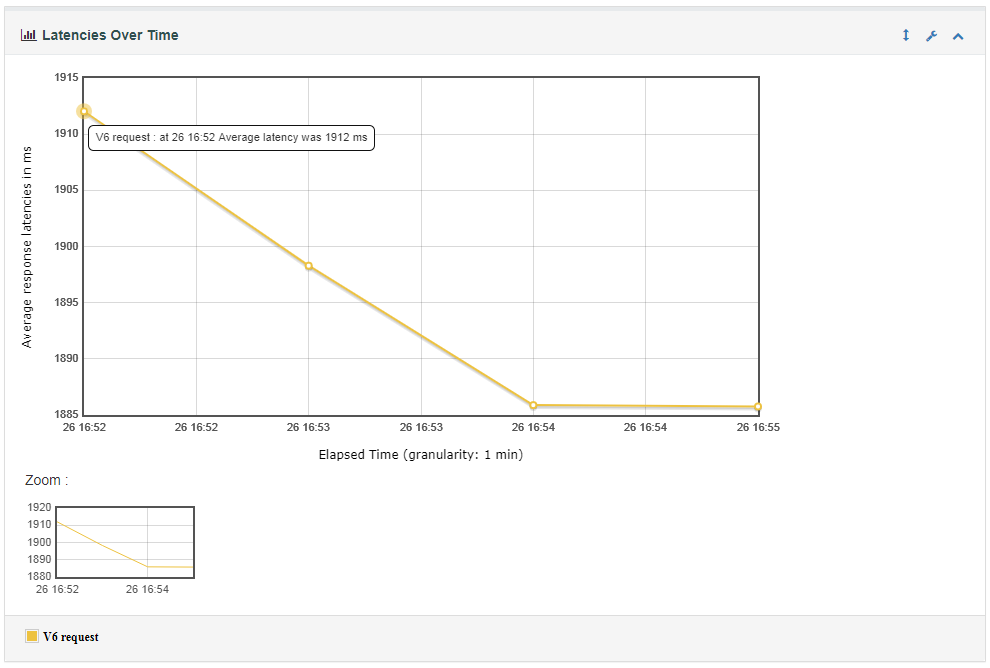 Latencies Over Time
1915
1910
1905
1900
1895
1890
1885
Average response latencies in ms
V6 request : at 26 16:52 Average latency was 1912 ms
26 16:52 26 16:52 26 16:53 26 16:53 26 16:54 26 16:54 26 16:55
Elapsed Time (granularity: 1 min)
Zoom :
1920
1910
1900
1890
1880
26 16:52 26 16:54
V6 request